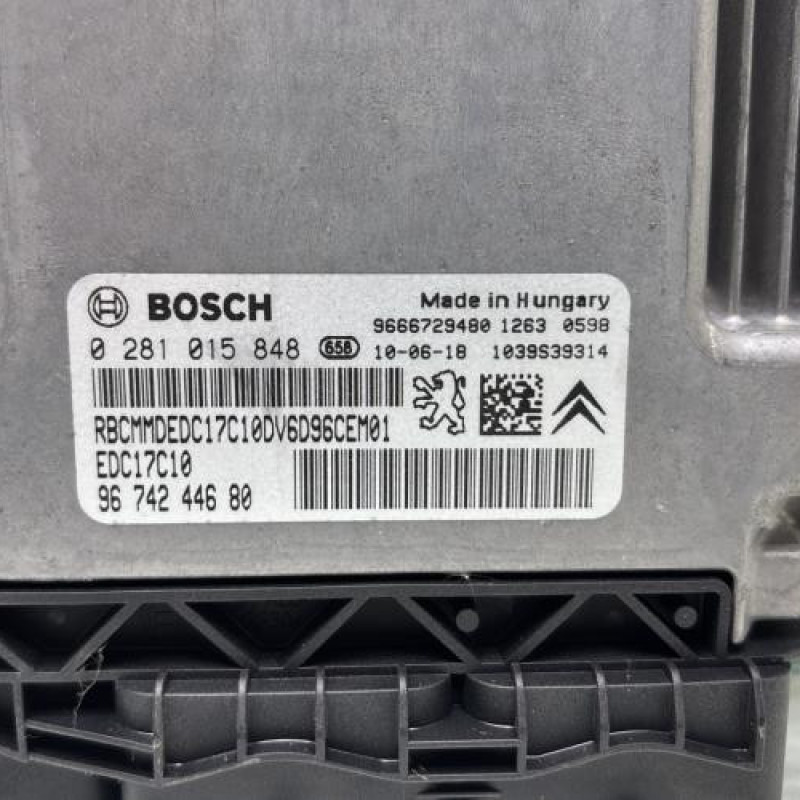 BOSCH
Made in Hungary
9666729480 1263 0598
0 281 015 848 658 10-06-18 1039S39314
RBCMMDEDC17C10DV6D96CEM01
EDC17C10
96 742 446 80